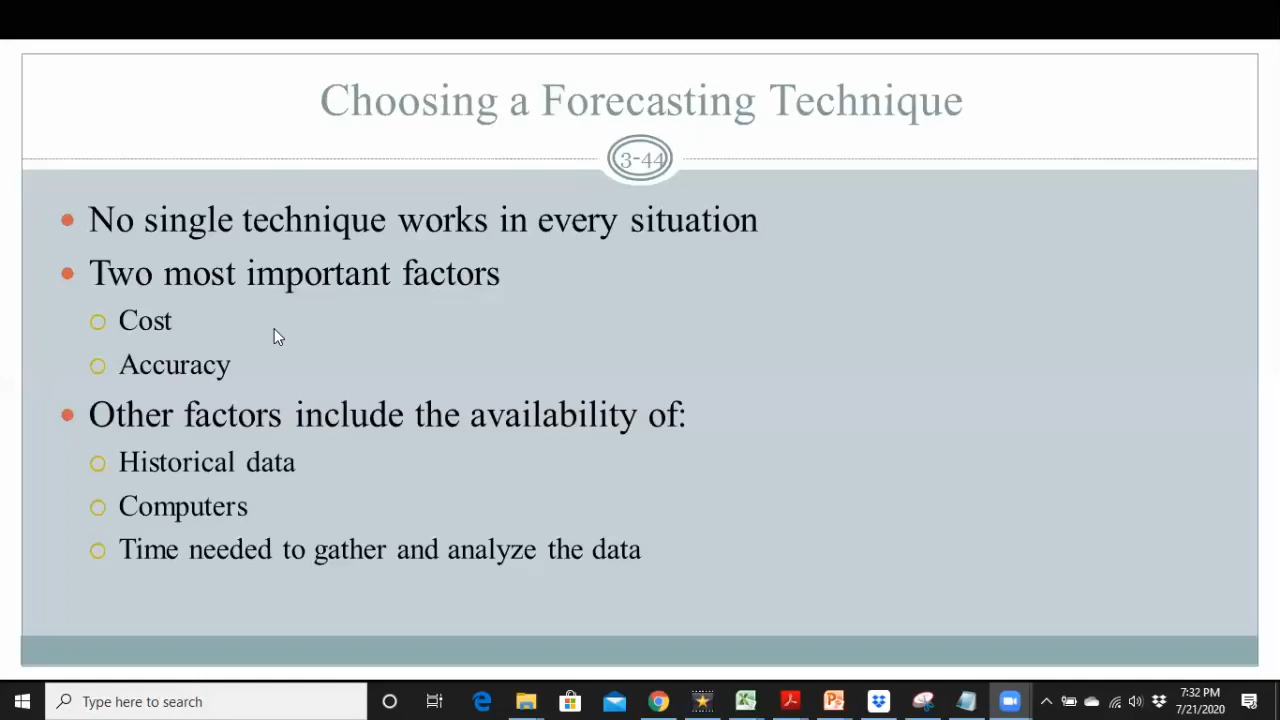 Choosing a Forecasting Technique
3-44
No single technique works in every situation
Two most important factors
Cost
Accuracy
Other factors include the availability of:
Historical data
Computers
Time needed to gather and analyze the data
Type here to search
7:32 PM
7/21/2020